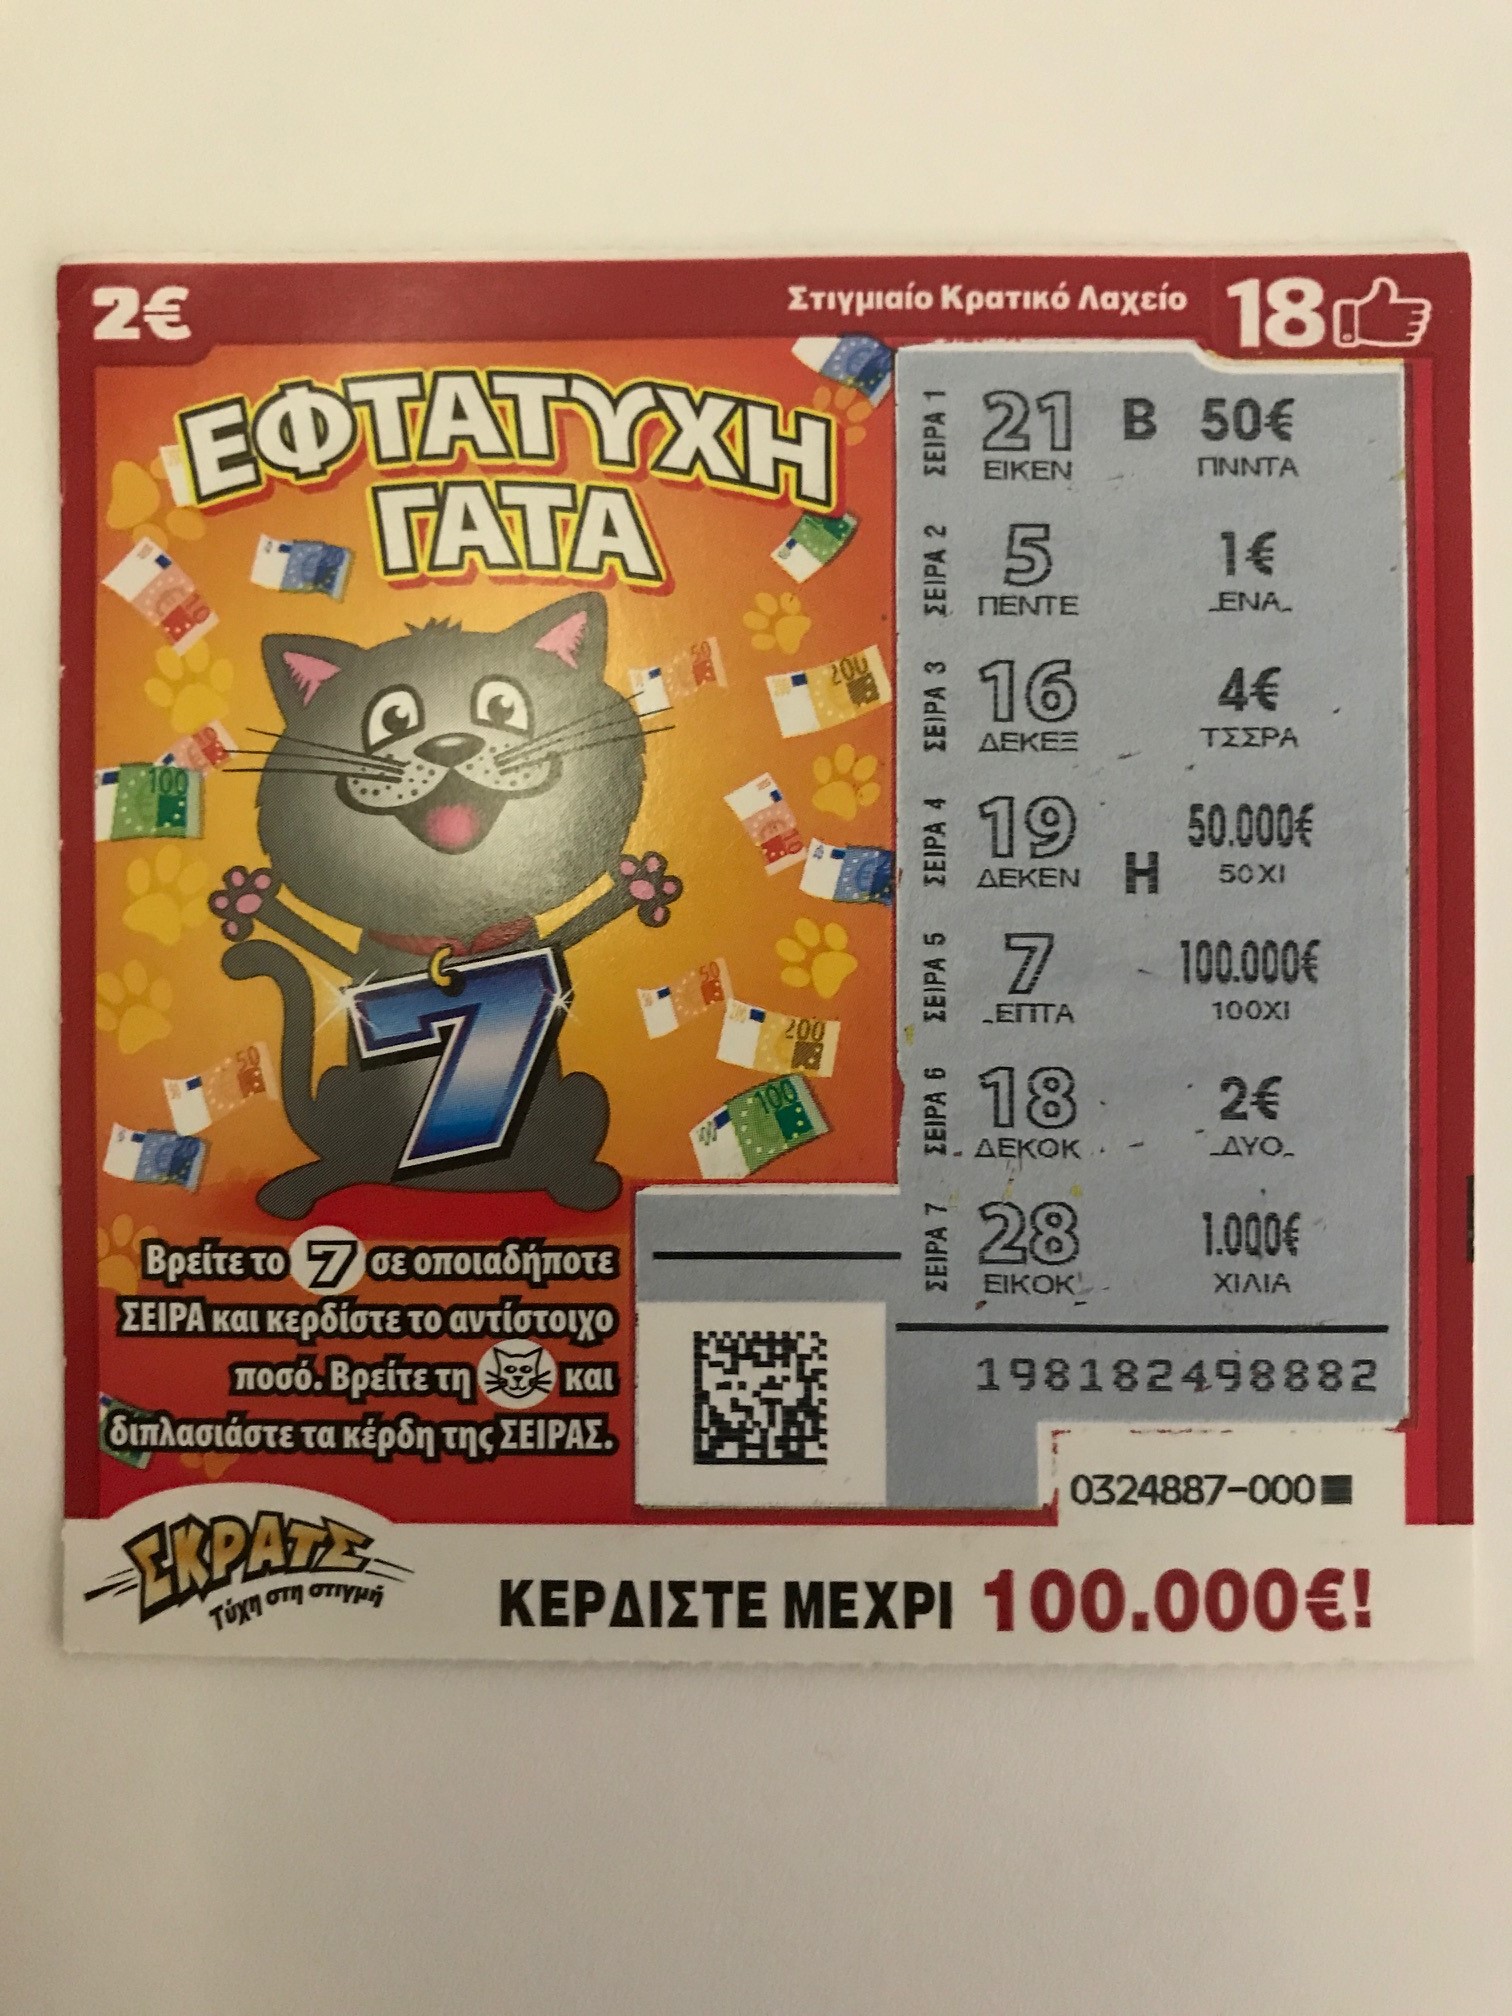 2€
Στιγμιαίο Κρατικό Λαχείο
18
ΕΦΤΑΤΥΧΗ
ΓΑΤΑ
7
Βρείτε το 7 σε οποιαδήποτε
ΣΕΙΡΑ και κερδίστε το αντίστοιχο
ποσό. Βρείτε τη και
διπλασιάστε τα κέρδη της ΣΕΙΡΑΣ.
ΣΕΙΡΑ 1 21 Β 50€
ΕΙΚΕΝ ΠΝΝΤΑ
ΣΕΙΡΑ 2 5 1€
ΠΕΝΤΕ ΕΝΑ
ΣΕΙΡΑ 3 16 4€
ΔΕΚΕΞ ΤΣΣΡΑ
ΣΕΙΡΑ 4 19 50.000€
ΔΕΚΕΝ Η 50ΧΙ
ΣΕΙΡΑ 5 7 100.000€
ΕΠΤΑ 100ΧΙ
ΣΕΙΡΑ 6 18 2€
ΔΕΚΟΚ ΔΥΟ
ΣΕΙΡΑ 7 28 1.000€
ΕΙΚΟΚ ΧΙΛΙΑ
198182498882
0324887-000
ΣΚΡΑΤΣ
Τύχη στη στιγμή
ΚΕΡΔΙΣΤΕ ΜΕΧΡΙ 100.000€!